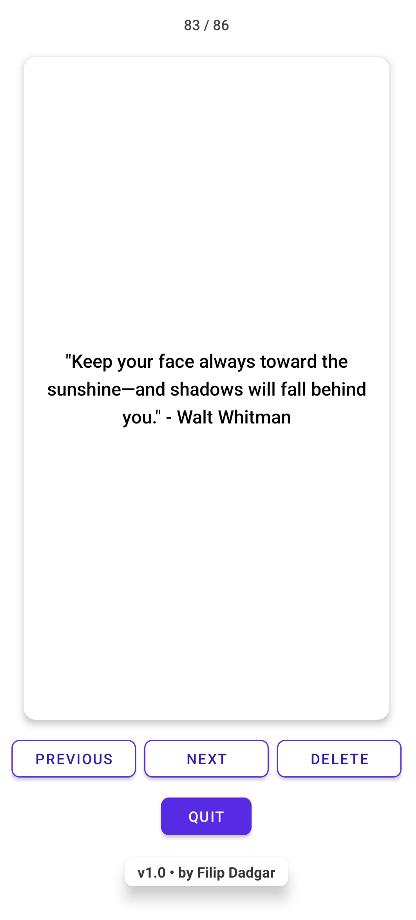 83 / 86
"Keep your face always toward the
sunshine—and shadows will fall behind
you." - Walt Whitman
PREVIOUS
NEXT
DELETE
QUIT
v1.0 • by Filip Dadgar